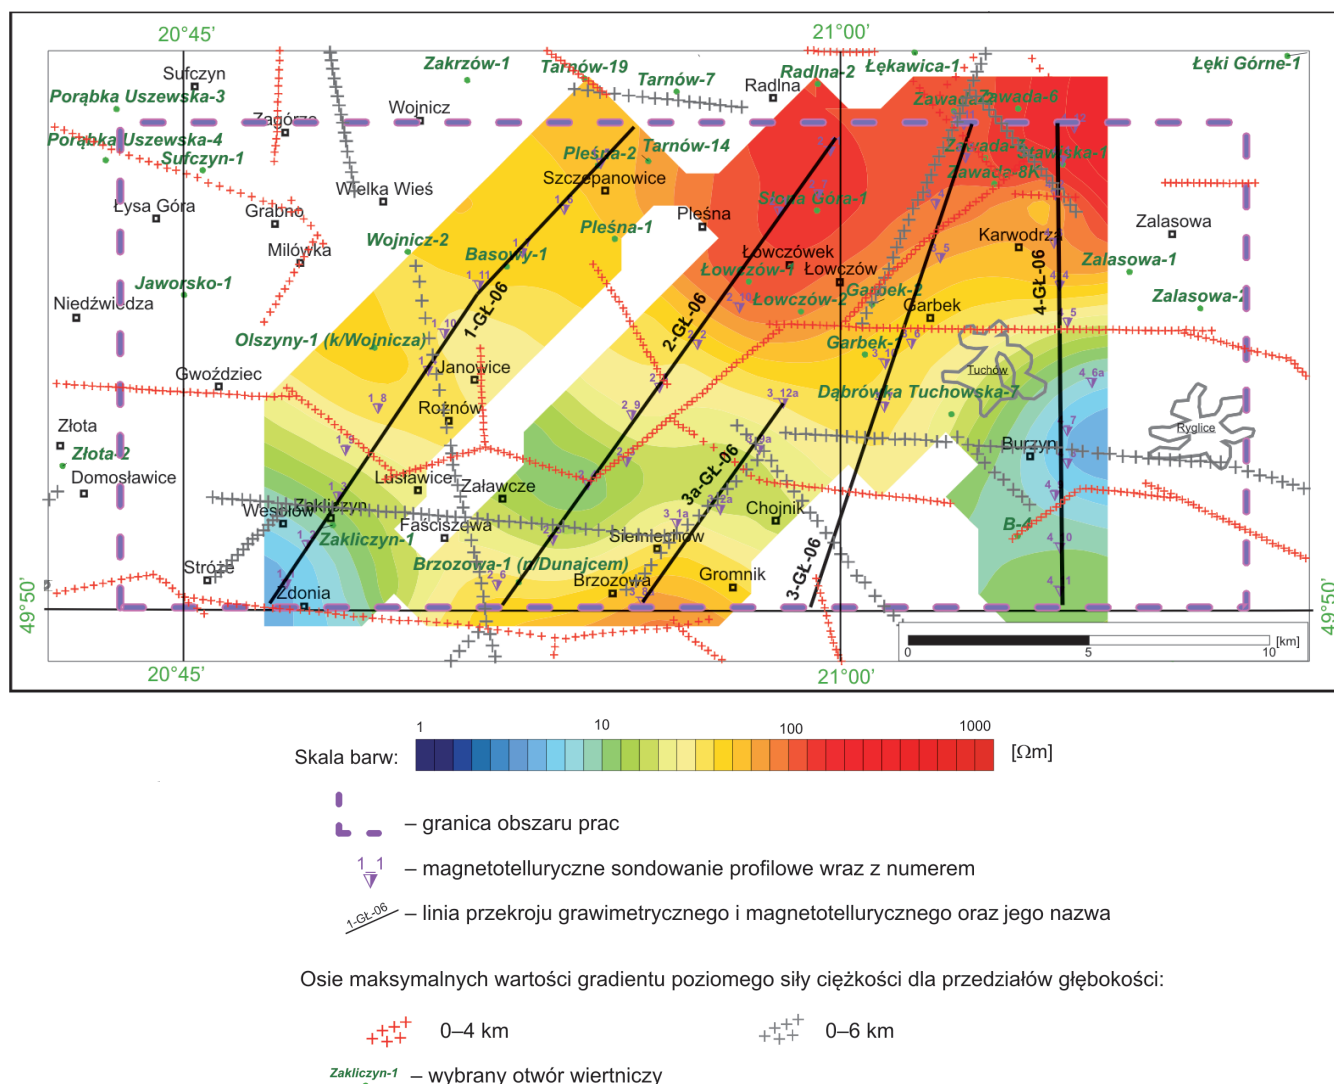 20°45'
21°00'
Sufczyn
Zakrzów-1
Tarnów-19
Tarnów-7
Radlna-2
Łękawica-1
Łęki Górne-1
Porąbka Uszewska-3
Wojnicz
Radlna
Zawada-6
Zagórze
Porąbka Uszewska-4
Sufczyn-1
Pleśna-2
Tarnów-14
Stawiska-1
Szczepanowice
Zawada-8K
Wielka Wieś
Łysa Góra
Grabno
Pleśna
Słona Góra-1
Zalasowa
Milówka
Wojnicz-2
Pleśna-1
Karwodrza
Basowy-1
Łowczówek
Zalasowa-1
Jaworsko-1
Łowczów-1
Łowczów
Niedźwiedza
1-GŁ-06
2-GŁ-06
Łowczów-2
Garbek-2
Garbek
4-GŁ-06
Zalasowa-2
Olszyny-1 (k/Wojnicza)
Garbek-1
Gwoździec
Janowice
Tuchów
3_12a
4_6a
Dąbrówka Tuchowska-7
1_8
Rożnów
2_9
Złota
Ryglice
Burzyn
Złota-2
Domosławice
Lusławice
Załawcze
3a-GŁ-06
Wesołów
Zakliczyn
Faściszowa
Chojnik
B-4
3_1a
Zakliczyn-1
Siemiechów
Stróże
Brzozowa-1 (n/Dunajcem)
Zdonia
Brzozowa
Gromnik
3-GŁ-06
49°50'
49°50'
0
5
10
[km]
20°45'
21°00'
Skala barw:
1
10
100
1000
[Ωm]
– granica obszaru prac
1_1
– magnetotelluryczne sondowanie profilowe wraz z numerem
1-GŁ-06
– linia przekroju grawimetrycznego i magnetotellurycznego oraz jego nazwa
Osie maksymalnych wartości gradientu poziomego siły ciężkości dla przedziałów głębokości:
0–4 km
0–6 km
Zakliczyn-1
– wybrany otwór wiertniczy